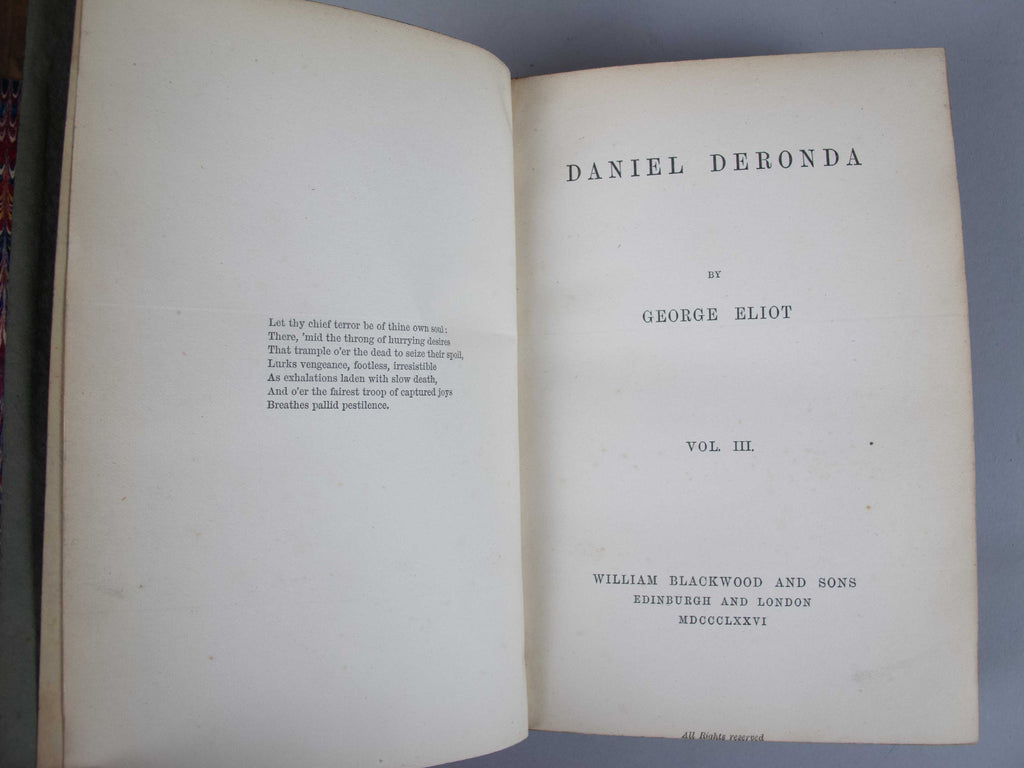 Let thy chief terror be of thine own soul:
There, 'mid the throng of hurrying desires
That trample o'er the dead to seize their spoil,
Lurks vengeance, footless, irresistible
As exhalations laden with slow death,
And o'er the fairest troop of captured joys
Breathes pallid pestilence.
DANIEL DERONDA
BY
GEORGE ELIOT
VOL. III.
WILLIAM BLACKWOOD AND SONS
EDINBURGH AND LONDON
MDCCCLXXVI
All Rights reserved